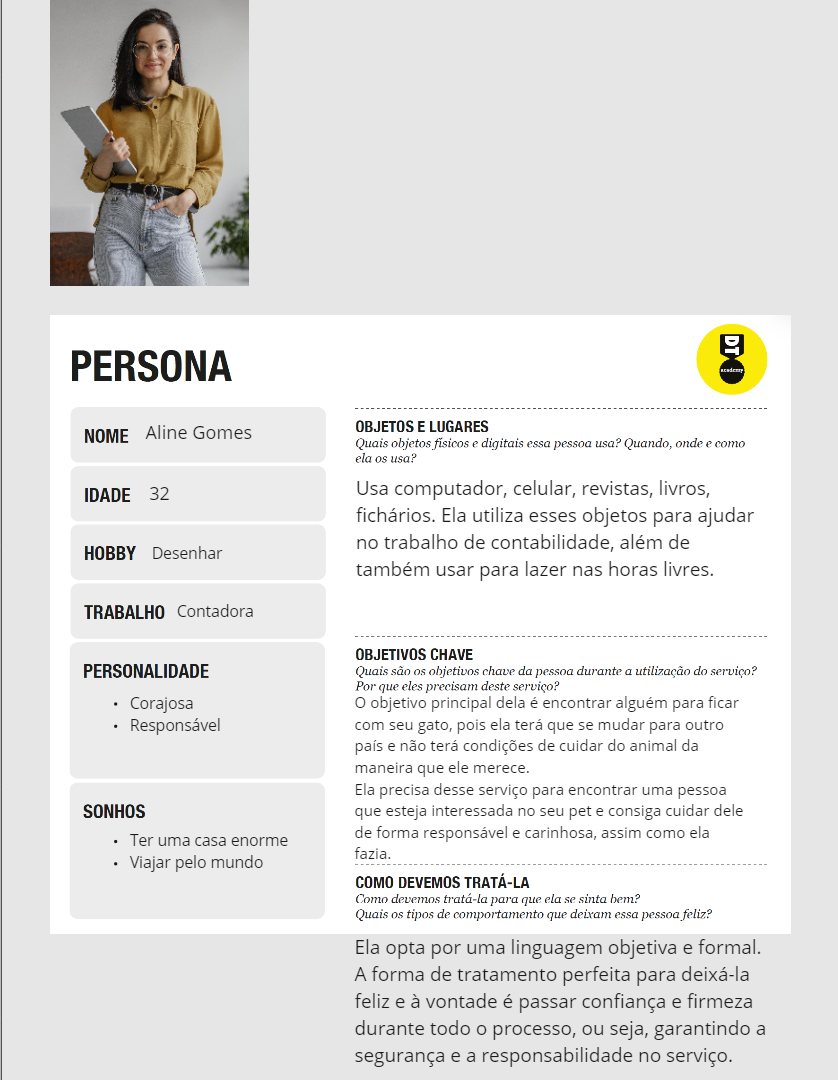 PERSONA
DT
academy
NOME Aline Gomes
IDADE 32
HOBBY Desenhar
TRABALHO Contadora
PERSONALIDADE
• Corajosa
• Responsável
SONHOS
• Ter uma casa enorme
• Viajar pelo mundo
OBJETOS E LUGARES
Quais objetos físicos e digitais essa pessoa usa? Quando, onde e como
ela os usa?
Usa computador, celular, revistas, livros,
fichários. Ela utiliza esses objetos para ajudar
no trabalho de contabilidade, além de
também usar para lazer nas horas livres.
OBJETIVOS CHAVE
Quais são os objetivos chave da pessoa durante a utilização do serviço?
Por que eles precisam deste serviço?
O objetivo principal dela é encontrar alguém para ficar
com seu gato, pois ela terá que se mudar para outro
país e não terá condições de cuidar do animal da
maneira que ele merece.
Ela precisa desse serviço para encontrar uma pessoa
que esteja interessada no seu pet e consiga cuidar dele
de forma responsável e carinhosa, assim como ela
fazia.
COMO DEVEMOS TRATÁ-LA
Como devemos tratá-la para que ela se sinta bem?
Quais os tipos de comportamento que deixam essa pessoa feliz?
Ela opta por uma linguagem objetiva e formal.
A forma de tratamento perfeita para deixá-la
feliz e à vontade é passar confiança e firmeza
durante todo o processo, ou seja, garantindo a
segurança e a responsabilidade no serviço.